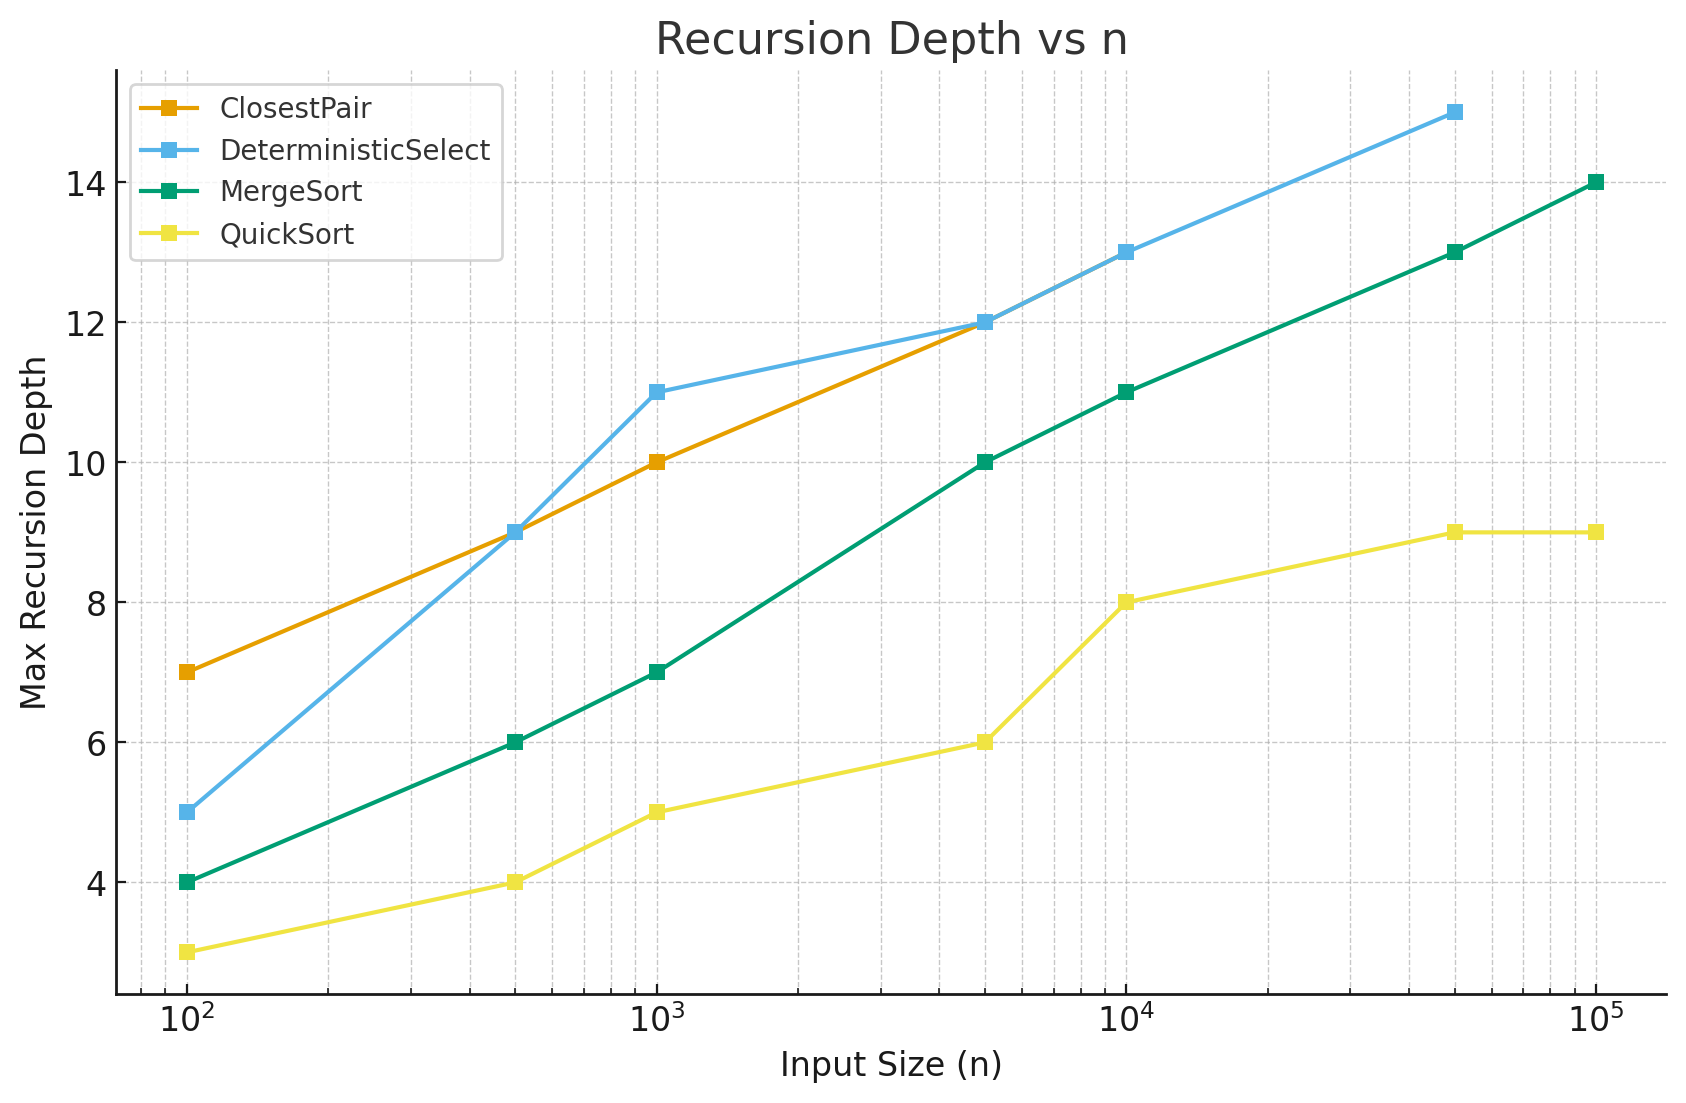 Recursion Depth vs n
ClosestPair
DeterministicSelect
MergeSort
QuickSort
Max Recursion Depth
14
12
10
8
6
4
10² 10³ 10⁴ 10⁵
Input Size (n)